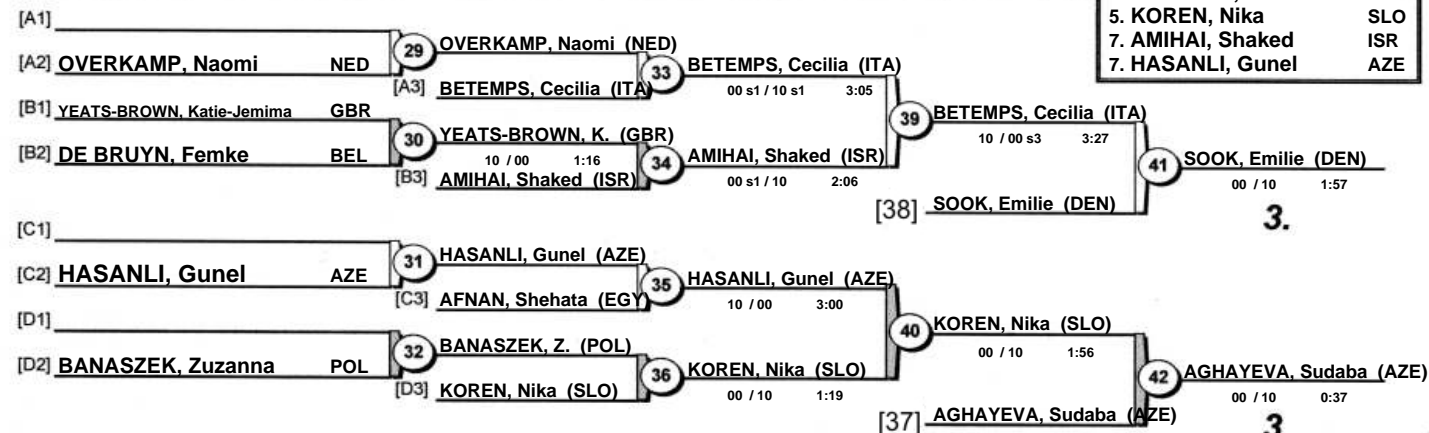 5. KOREN, Nika SLO
7. AMIHAI, Shaked ISR
7. HASANLI, Gunel AZE
[A1]
[A2] OVERKAMP, Naomi NED
29
OVERKAMP, Naomi (NED)
[A3] BETEMPS, Cecilia (ITA)
33
BETEMPS, Cecilia (ITA)
00 s1 / 10 s1 3:05
[B1] YEATS-BROWN, Katie-Jemima GBR
[B2] DE BRUYN, Femke BEL
30
YEATS-BROWN, K. (GBR)
10 / 00 1:16
[B3] AMIHAI, Shaked (ISR)
34
AMIHAI, Shaked (ISR)
00 s1 / 10 2:06
39
BETEMPS, Cecilia (ITA)
10 / 00 s3 3:27
[38] SOOK, Emilie (DEN)
41
SOOK, Emilie (DEN)
00 / 10 1:57
3.
[C1]
[C2] HASANLI, Gunel AZE
31
HASANLI, Gunel (AZE)
[C3] AFNAN, Shehata (EGY)
35
HASANLI, Gunel (AZE)
10 / 00 3:00
[D1]
[D2] BANASZEK, Zuzanna POL
32
BANASZEK, Z. (POL)
[D3] KOREN, Nika (SLO)
36
KOREN, Nika (SLO)
00 / 10 1:19
40
KOREN, Nika (SLO)
00 / 10 1:56
[37] AGHAYEVA, Sudaba (AZE)
42
AGHAYEVA, Sudaba (AZE)
00 / 10 0:37
3